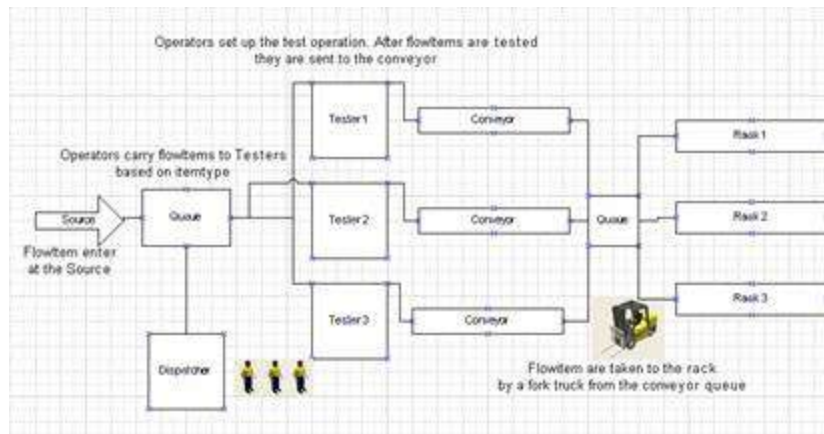 Operators set up the test operation. After flowitems are tested
they are sent to the conveyor
Tester1
Conveyor
Rack 1
Operators carry flowitems to Testers
based on itemtype
Source
Queue
Tester2
Conveyor
Queue
Rack 2
FlowItem enter
at the Source
Tester3
Conveyor
Rack 3
Dispatcher
Flowitem are taken to the rack
by a fork truck from the conveyor queue